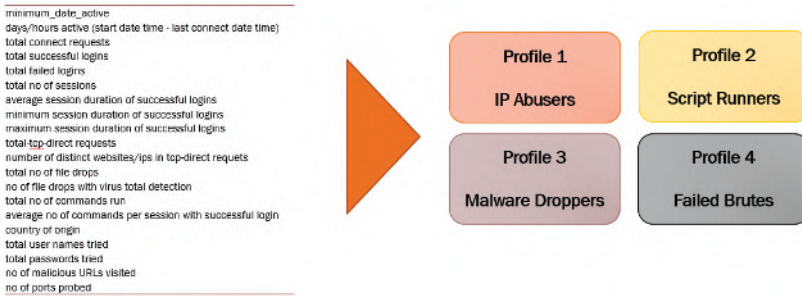 minimum_date_active
days/hours active (start date time - last connect date time)
total connect requests
total successful logins
total failed logins
total no of sessions
average session duration of successful logins
minimum session duration of successful logins
maximum session duration of successful logins
total-tcp-direct requests
number of distinct websites/ips in tcp-direct requets
total no of file drops
no of file drops with virus total detection
total no of commands run
average no of commands per session with successful login
country of origin
total user names tried
total passwords tried
no of malicious URLs visited
no of ports probed
Profile 1
IP Abusers
Profile 2
Script Runners
Profile 3
Malware Droppers
Profile 4
Failed Brutes